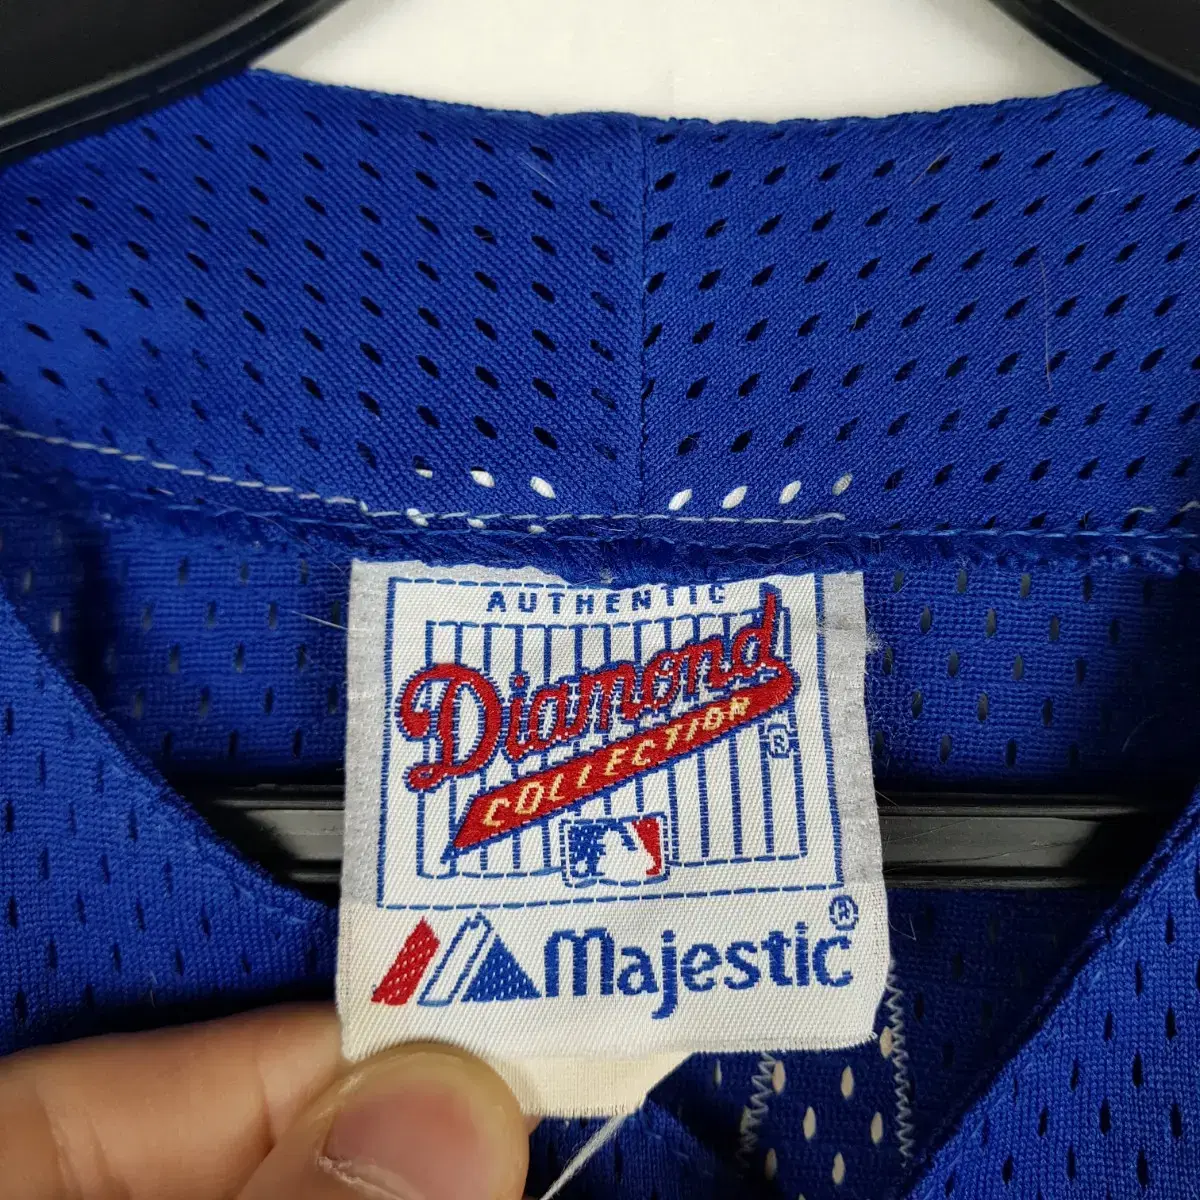 AUTHENTIC
Diamond
COLLECTION
®
Majestic®